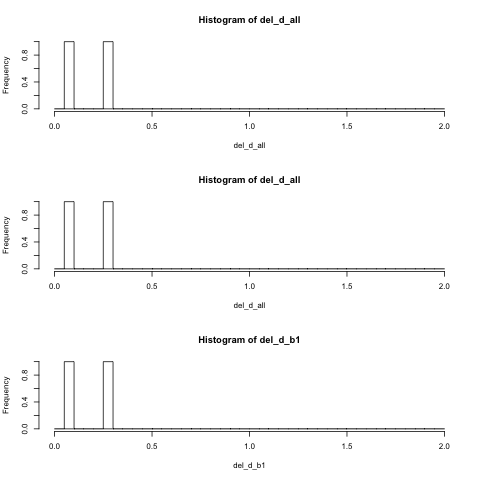 Histogram of del_d_all
Frequency
0.0 0.4 0.8
0.0 0.5 1.0 1.5 2.0
del_d_all
Histogram of del_d_all
Frequency
0.0 0.4 0.8
0.0 0.5 1.0 1.5 2.0
del_d_all
Histogram of del_d_b1
Frequency
0.0 0.4 0.8
0.0 0.5 1.0 1.5 2.0
del_d_b1